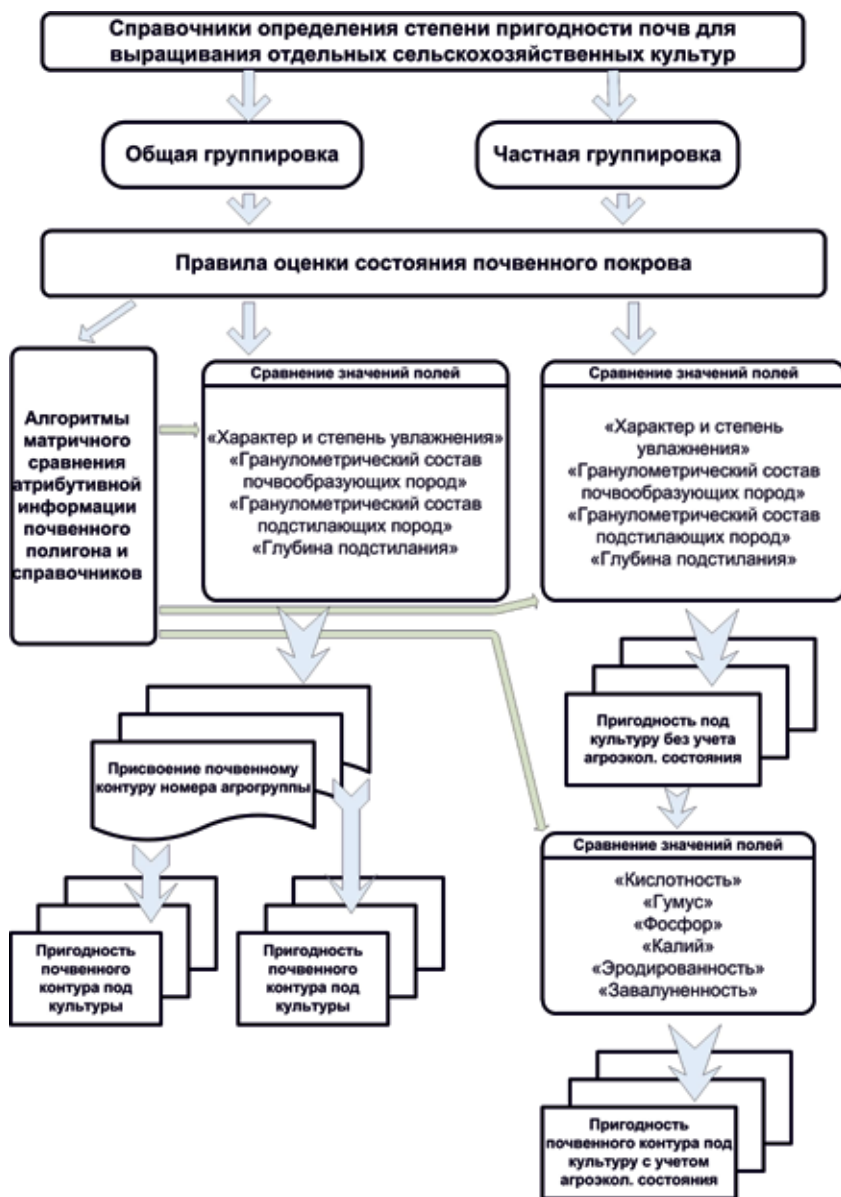 Справочники определения степени пригодности почв для
выращивания отдельных сельскохозяйственных культур
Общая группировка
Частная группировка
Правила оценки состояния почвенного покрова
Алгоритмы
матричного
сравнения
атрибутивной
информации
почвенного
полигона и
справочников
Сравнение значений полей
«Характер и степень увлажнения»
«Гранулометрический состав
почвообразующих пород»
«Гранулометрический состав
подстилающих пород»
«Глубина подстилания»
Сравнение значений полей
«Характер и степень
увлажнения»
«Гранулометрический состав
почвообразующих пород»
«Гранулометрический состав
подстилающих пород»
«Глубина подстилания»
Присвоение почвенному
контуру номера агрогруппы
Пригодность
почвенного
контура под
культуры
Пригодность
почвенного
контура под
культуры
Пригодность под
культуру без учета
агроэкол. состояния
Сравнение значений полей
«Кислотность»
«Гумус»
«Фосфор»
«Калий»
«Эродированность»
«Завалуненность»
Пригодность
почвенного контура под
культуру с учетом
агроэкол. состояния